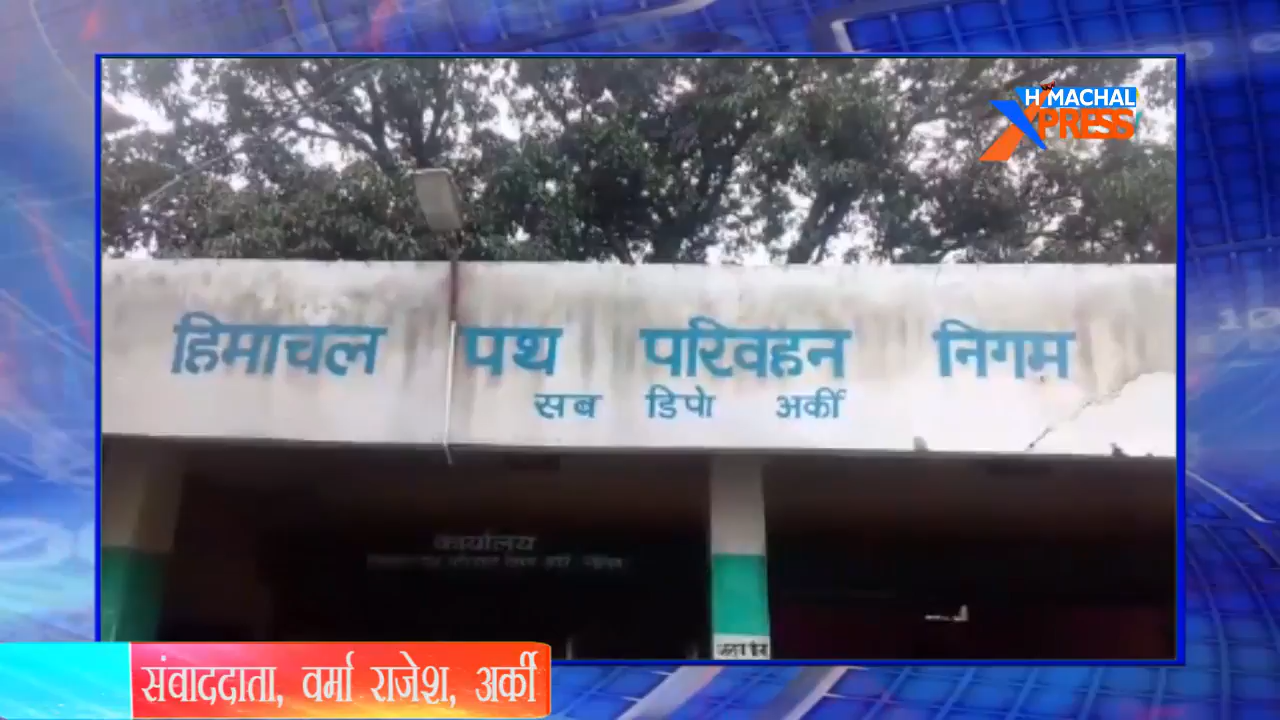 HIMACHAL
XPRESS
हिमाचल पथ परिवहन निगम
सब डिपो अर्की
कार्यालय
संवाददाता, वर्मा राजेश, अर्की